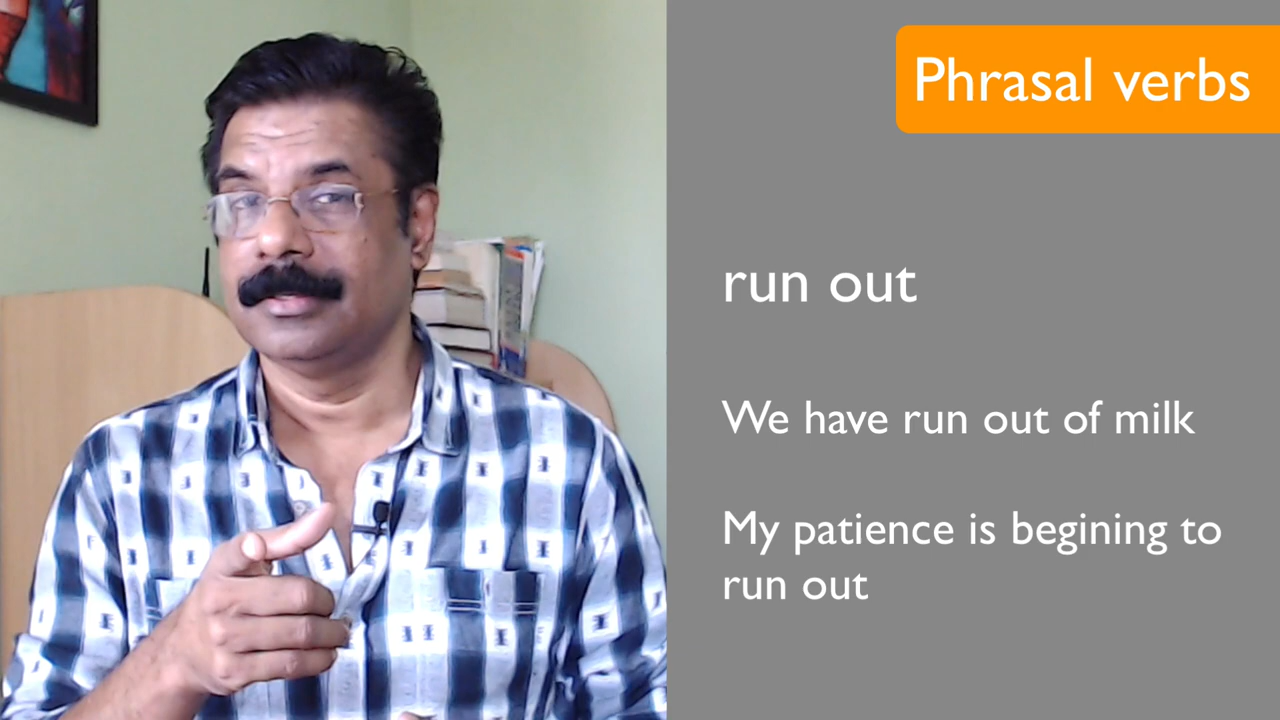 Phrasal verbs
run out
We have run out of milk
My patience is begining to
run out